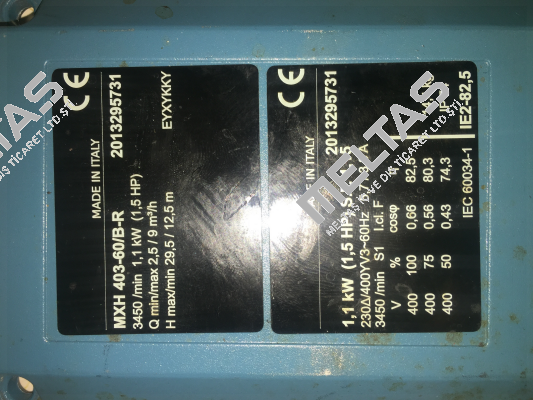 CE
MADE IN ITALY
MXH 403-60/B-R 2013295731
3450 /min 1,1 kW (1,5 HP)
Q min/max 2,5 / 9 m³/h
H max/min 29,5 / 12,5 m EYXYKKY
CE
IN ITALY
2013295731
1,1 kW (1,5 HP)
230Δ/400YV3~60Hz A
3450 /min S1 I.cl. F
V % cosφ
400 100 0,66 82,5
400 75 0,56 80,3
400 50 0,43 74,3
IEC 60034-1 IE2-82,5
MELTAS